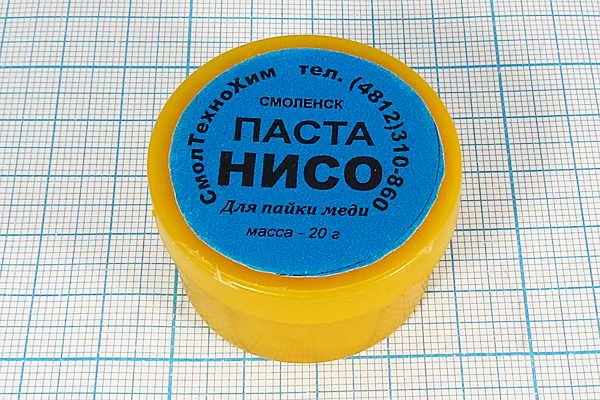 СмолТехноХим тел. (4812)310-860
СМОЛЕНСК
ПАСТА
НИСО
Для пайки меди
масса - 20 г